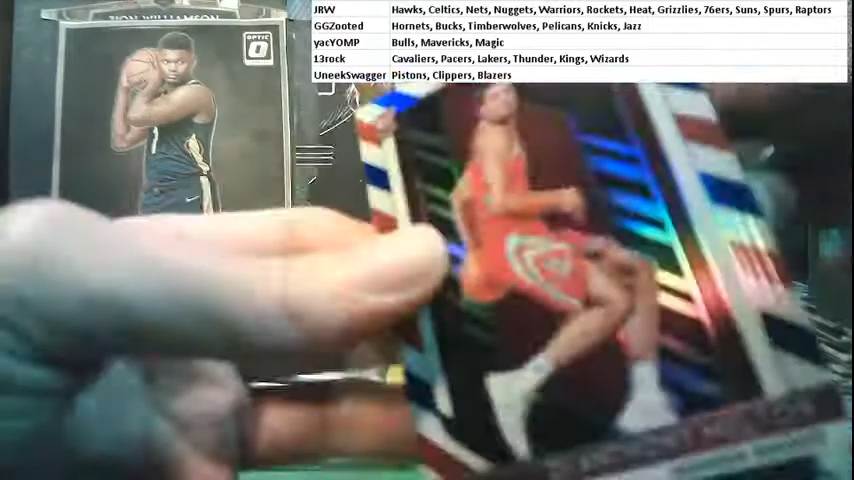 JRW Hawks, Celtics, Nets, Nuggets, Warriors, Rockets, Heat, Grizzlies, 76ers, Suns, Spurs, Raptors
GGZooted Hornets, Bucks, Timberwolves, Pelicans, Knicks, Jazz
yacYOMP Bulls, Mavericks, Magic
13rock Cavaliers, Pacers, Lakers, Thunder, Kings, Wizards
UneekSwagger Pistons, Clippers, Blazers
ZION WILLIAMSON
OPTIC